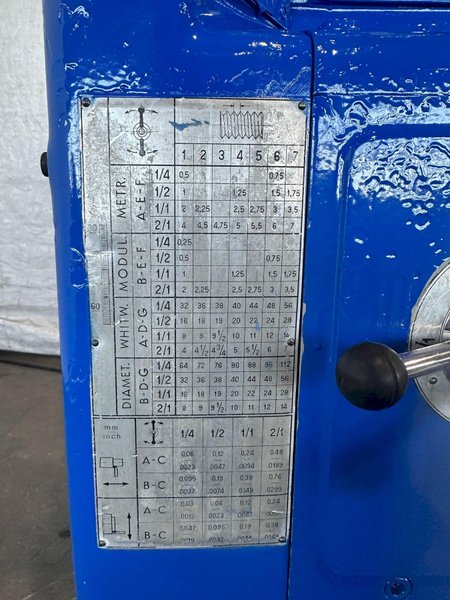 1 2 3 4 5 6 7
METR. A-E-F
1/4 0,5 0,75
1/2 1 1,25 1,5 1,75
1/1 2 2,25 2,5 2,75 3 3,5
2/1 4 4,5 4,75 5 5,5 6 7
MODUL. B-E-F
1/4 0,25
1/2 0,5 0,75
1/1 1 1,25 1,5 1,75
2/1 2 2,25 2,5 2,75 3 3,5
WHITW. A-D-G
1/4 32 36 38 40 44 48 56
1/2 16 18 19 20 22 24 28
1/1 8 9 9 1/2 10 11 12 14
2/1 4 4 1/2 4 3/4 5 5 1/2 6 7
DIAMET. B-D-G
1/4 64 72 76 80 88 96 112
1/2 32 36 38 40 44 48 56
1/1 16 18 19 20 22 24 28
2/1 8 9 9 1/2 10 11 12 14
mm
inch 1/4 1/2 1/1 2/1
A-C 0,06 0,12 0,24 0,48
.0023 .0047 .0094 .0189
B-C 0,095 0,19 0,38 0,76
.0037 .0074 .0149 .0299
A-C 0,03 0,06 0,12 0,24
.0012 .0023 .0047
B-C 0,047 0,095 0,19 0,38
.0037 .0149
60